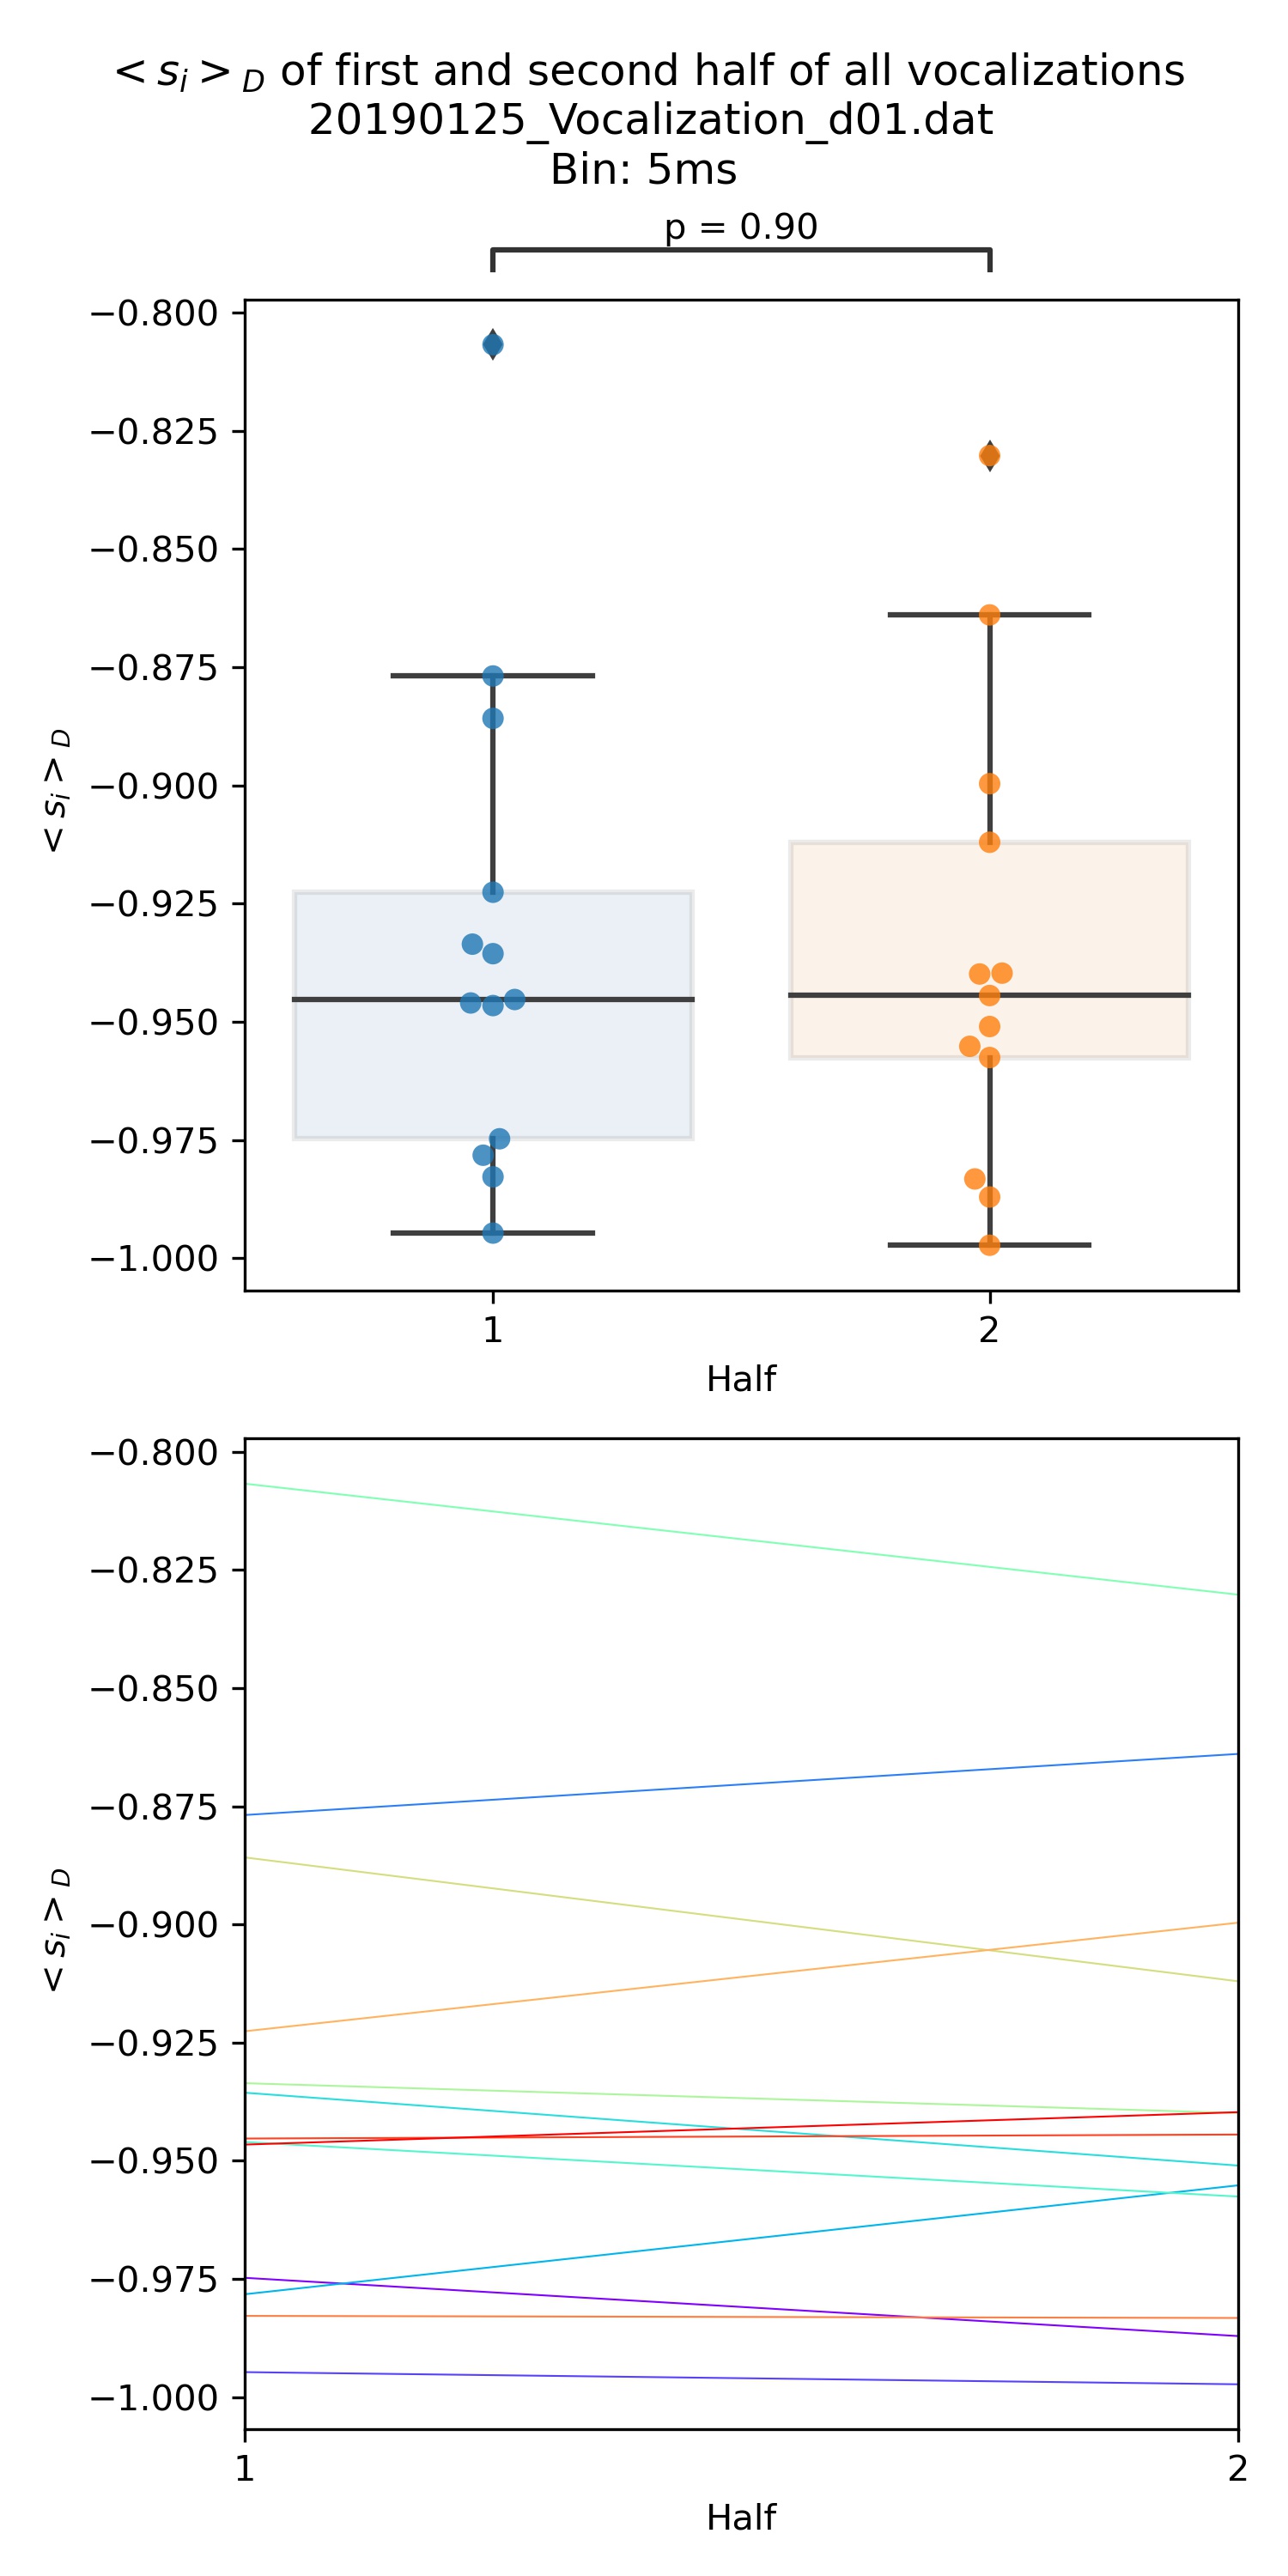 < s_i >_D of first and second half of all vocalizations
20190125_Vocalization_d01.dat
Bin: 5ms
p = 0.90
−0.800
−0.825
−0.850
−0.875
−0.900
−0.925
−0.950
−0.975
−1.000
< s_i >_D
1
2
Half
−0.800
−0.825
−0.850
−0.875
−0.900
−0.925
−0.950
−0.975
−1.000
< s_i >_D
1
2
Half